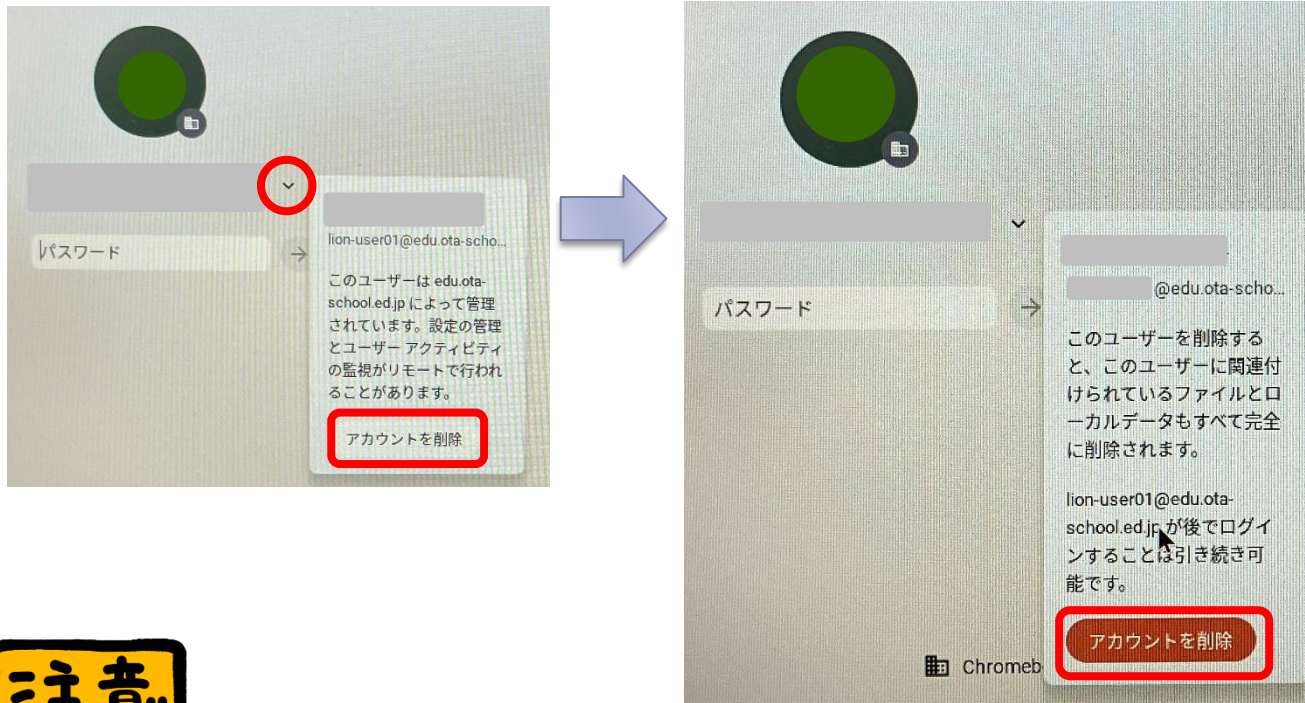 パスワード
lion-user01@edu.ota-scho...
このユーザーは edu.ota-
school.ed.jp によって管理
されています。設定の管理
とユーザー アクティビティ
の監視がリモートで行われ
ることがあります。
アカウントを削除
パスワード
@edu.ota-scho...
このユーザーを削除する
と、このユーザーに関連付
けられているファイルとロ
ーカルデータもすべて完全
に削除されます。
lion-user01@edu.ota-
school.ed.jp が後でログイ
ンすることは引き続き可
能です。
アカウントを削除
Chromeb
注意